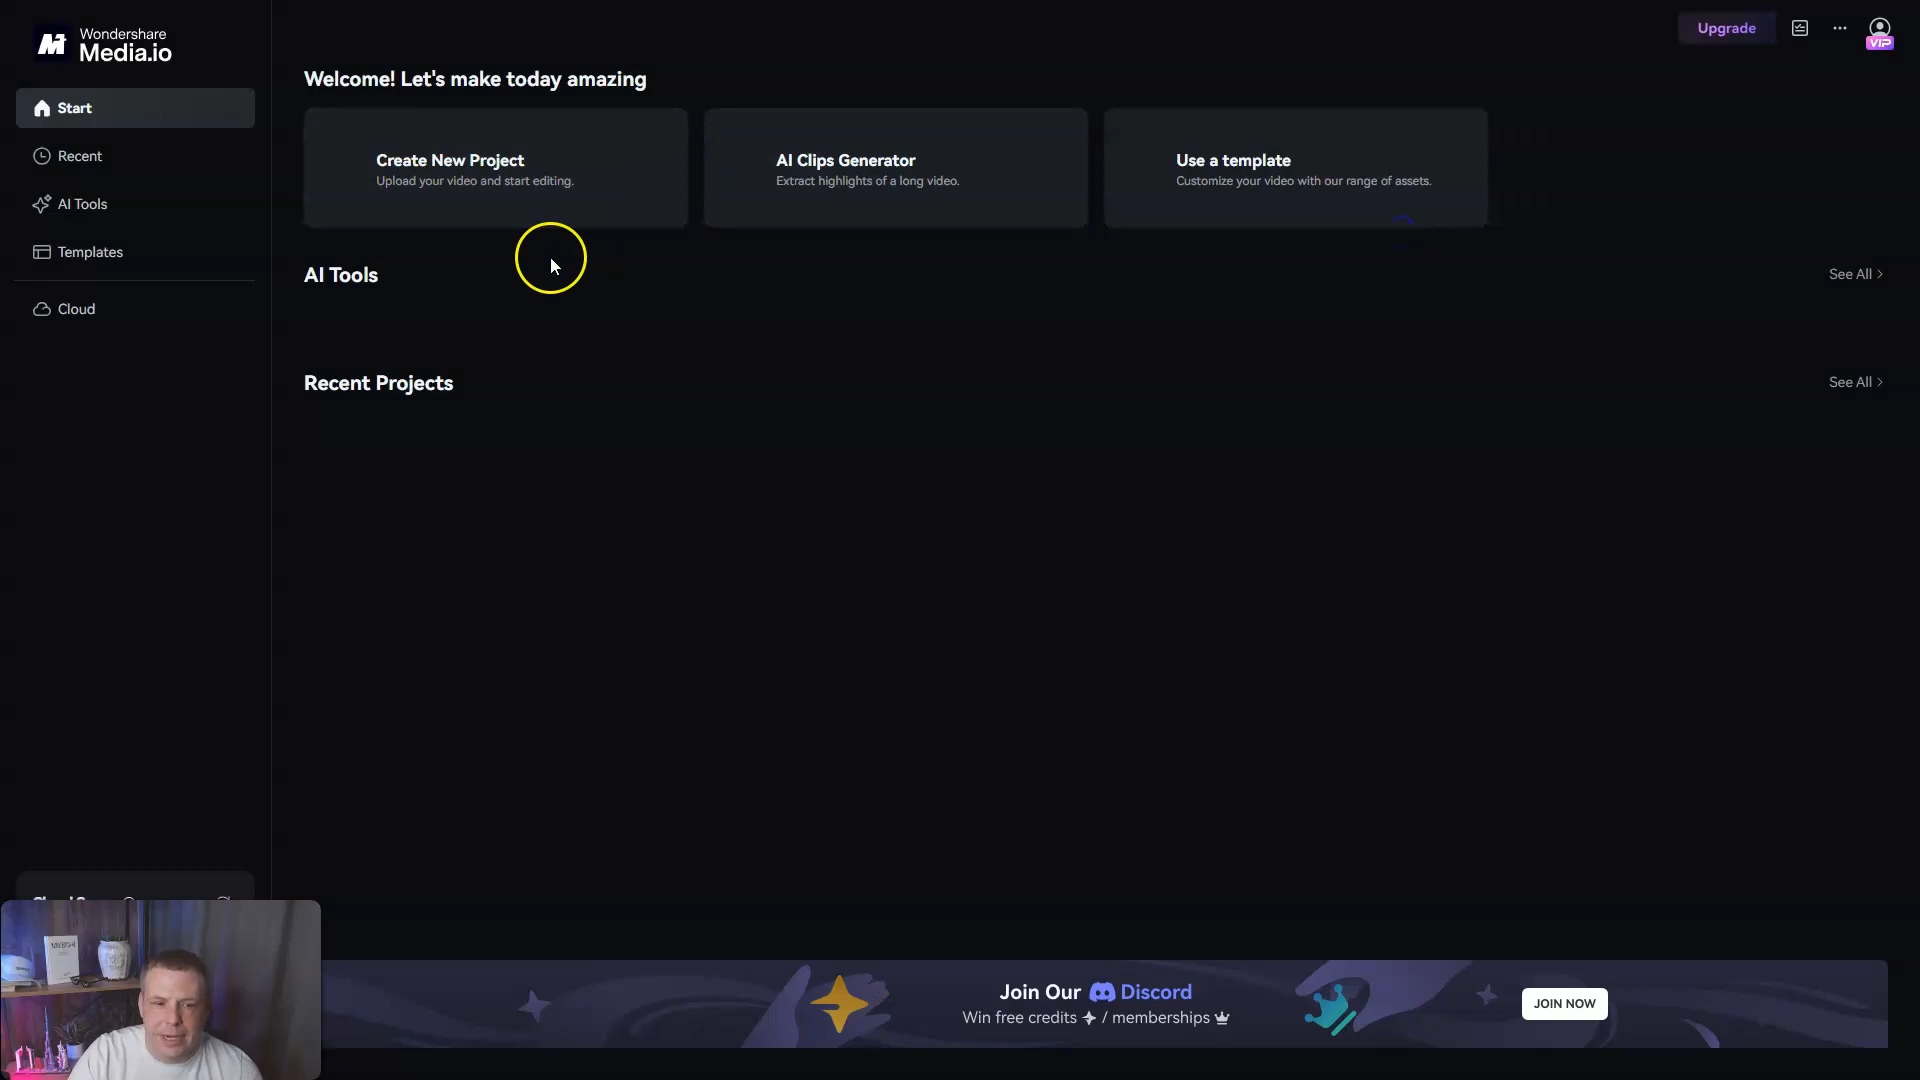 Wondershare
Media.io
Upgrade
VIP
Start
Recent
AI Tools
Templates
Cloud
Welcome! Let's make today amazing
Create New Project
Upload your video and start editing.
AI Clips Generator
Extract highlights of a long video.
Use a template
Customize your video with our range of assets.
AI Tools
See All
Recent Projects
See All
Join Our Discord
Win free credits / memberships
JOIN NOW